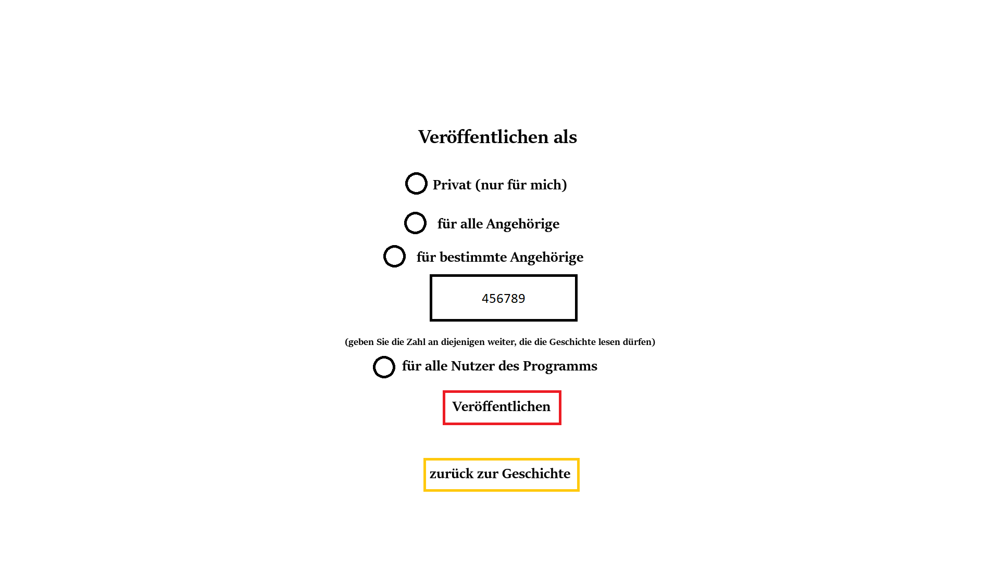 Veröffentlichen als
Privat (nur für mich)
für alle Angehörige
für bestimmte Angehörige
456789
(geben Sie die Zahl an diejenigen weiter, die die Geschichte lesen dürfen)
für alle Nutzer des Programms
Veröffentlichen
zurück zur Geschichte